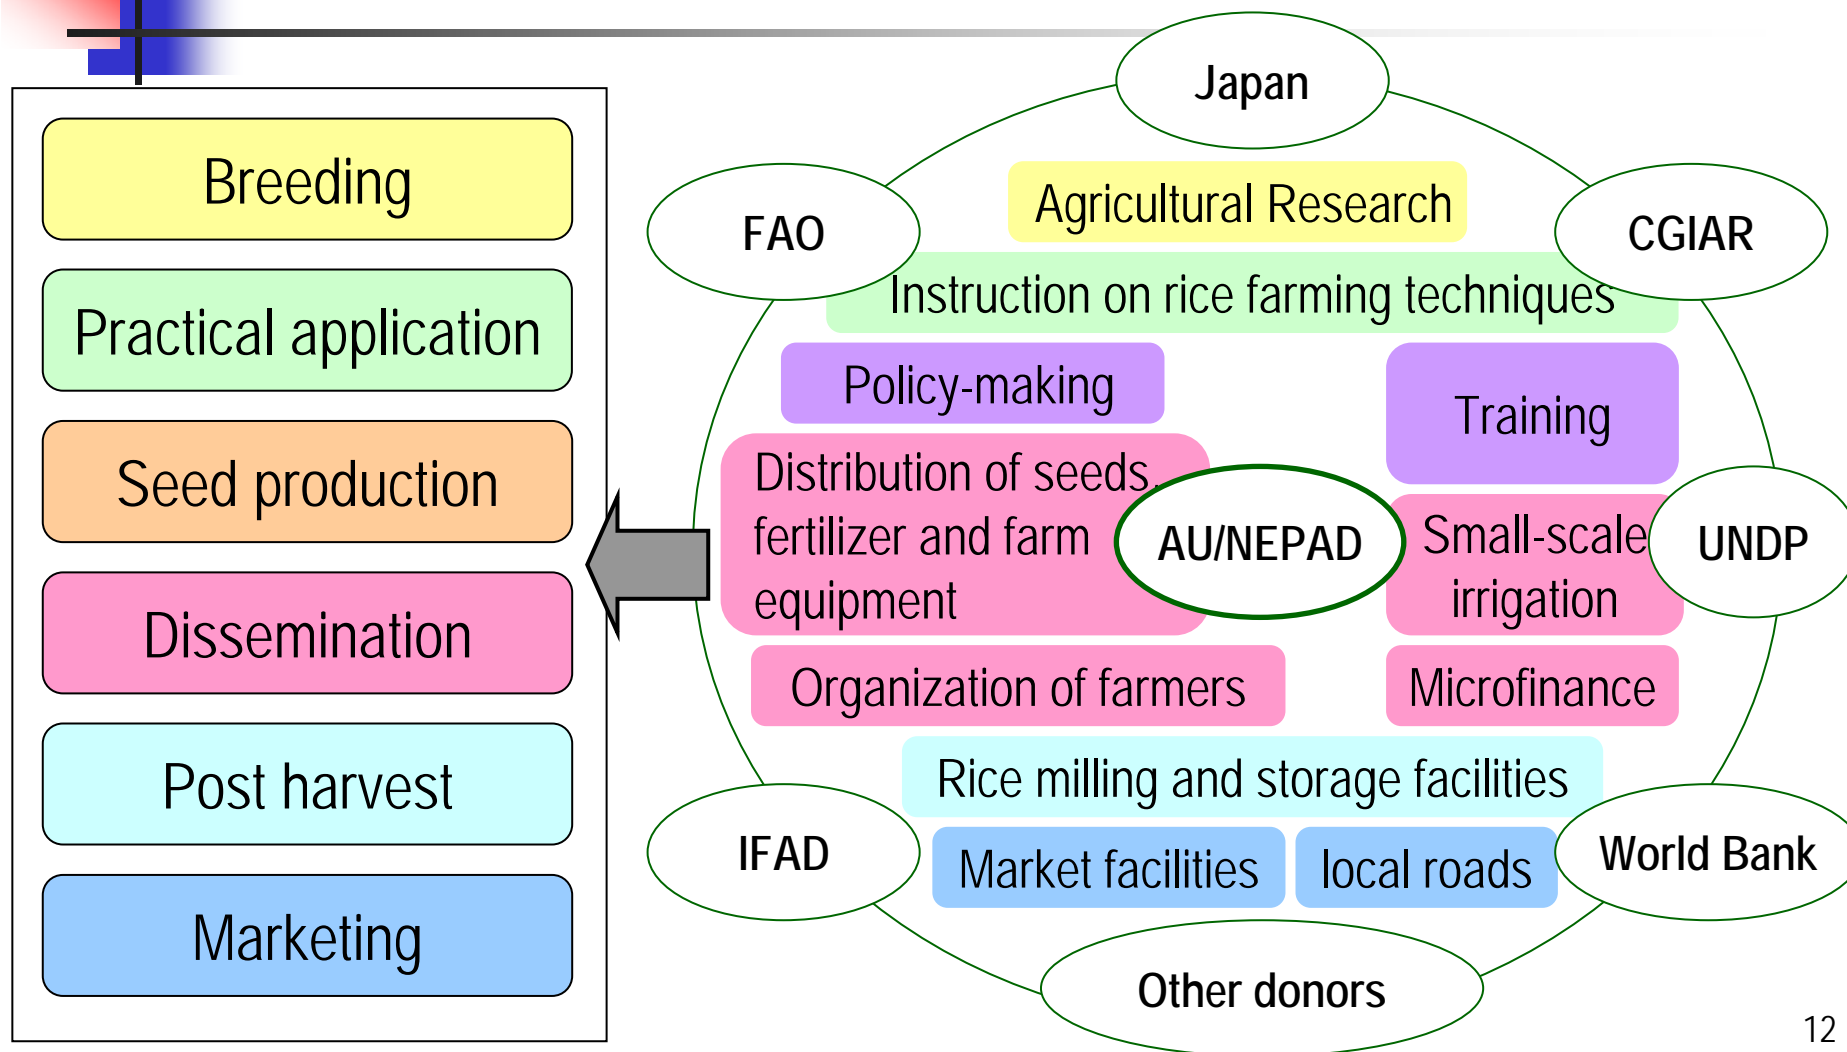 Breeding
Practical application
Seed production
Dissemination
Post harvest
Marketing
Japan
FAO
CGIAR
Agricultural Research
Instruction on rice farming techniques
Policy-making
Training
Distribution of seeds,
fertilizer and farm
equipment
AU/NEPAD
Small-scale
irrigation
UNDP
Organization of farmers
Microfinance
Rice milling and storage facilities
IFAD
Market facilities
local roads
World Bank
Other donors
12